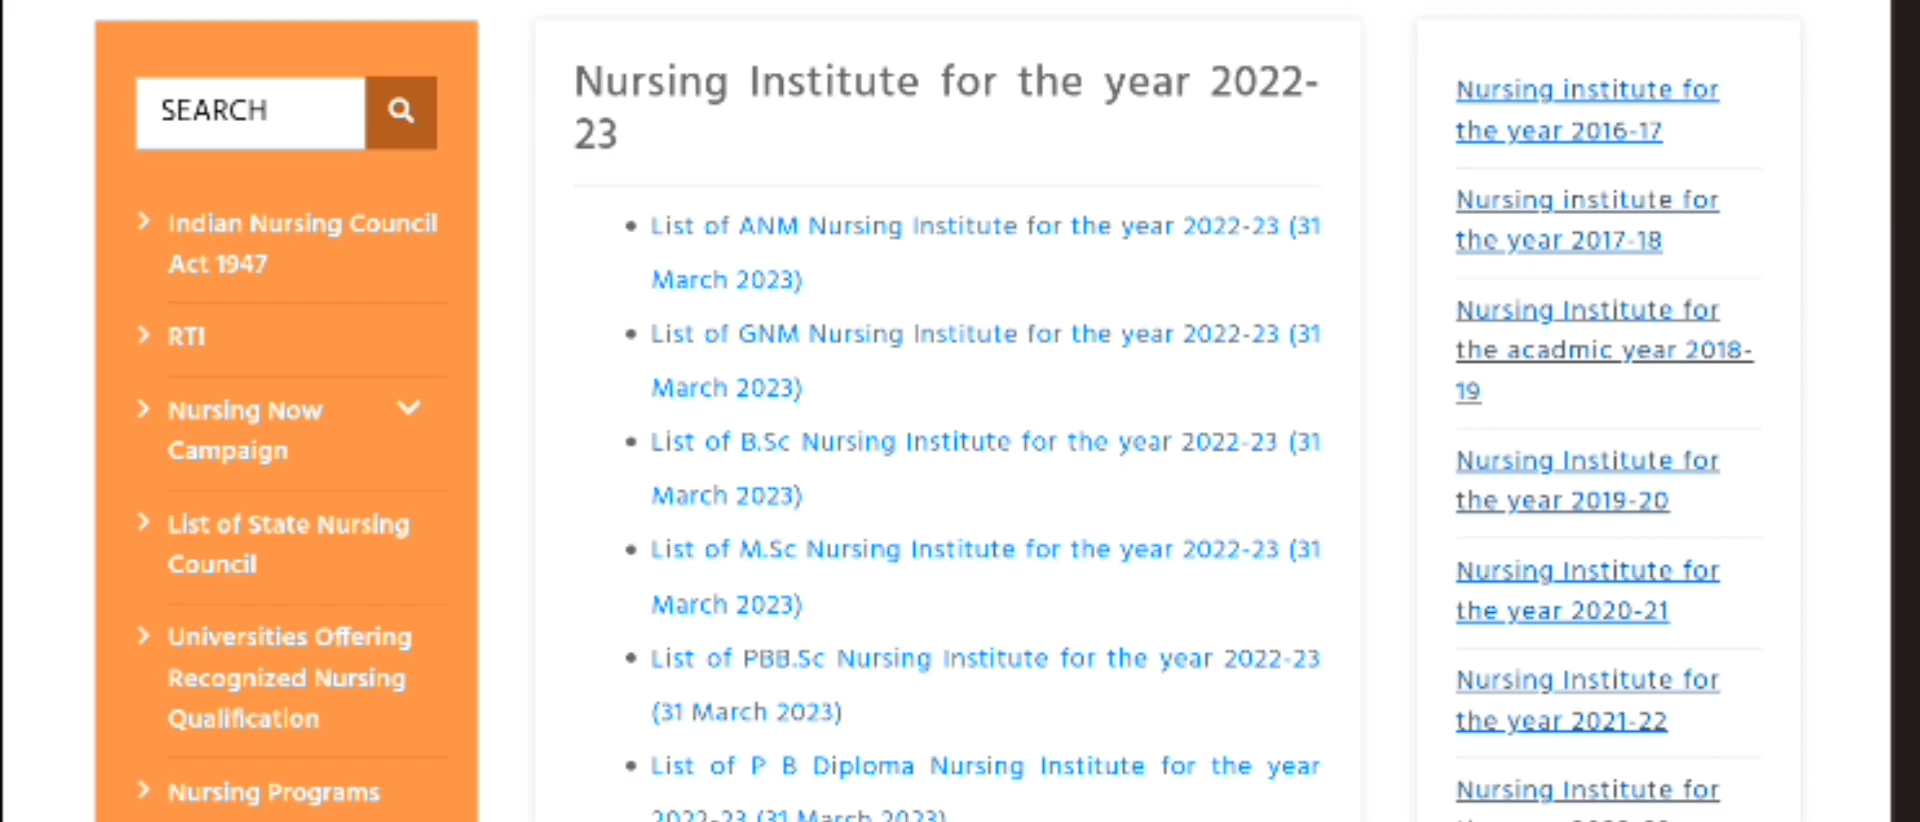 SEARCH
Indian Nursing Council
Act 1947
RTI
Nursing Now
Campaign
List of State Nursing
Council
Universities Offering
Recognized Nursing
Qualification
Nursing Programs
Nursing Institute for the year 2022-
23
List of ANM Nursing Institute for the year 2022-23 (31
March 2023)
List of GNM Nursing Institute for the year 2022-23 (31
March 2023)
List of B.Sc Nursing Institute for the year 2022-23 (31
March 2023)
List of M.Sc Nursing Institute for the year 2022-23 (31
March 2023)
List of PBB.Sc Nursing Institute for the year 2022-23
(31 March 2023)
List of P B Diploma Nursing Institute for the year
2022-23 (31 March 2023)
Nursing institute for
the year 2016-17
Nursing institute for
the year 2017-18
Nursing Institute for
the acadmic year 2018-
19
Nursing Institute for
the year 2019-20
Nursing Institute for
the year 2020-21
Nursing Institute for
the year 2021-22
Nursing Institute for